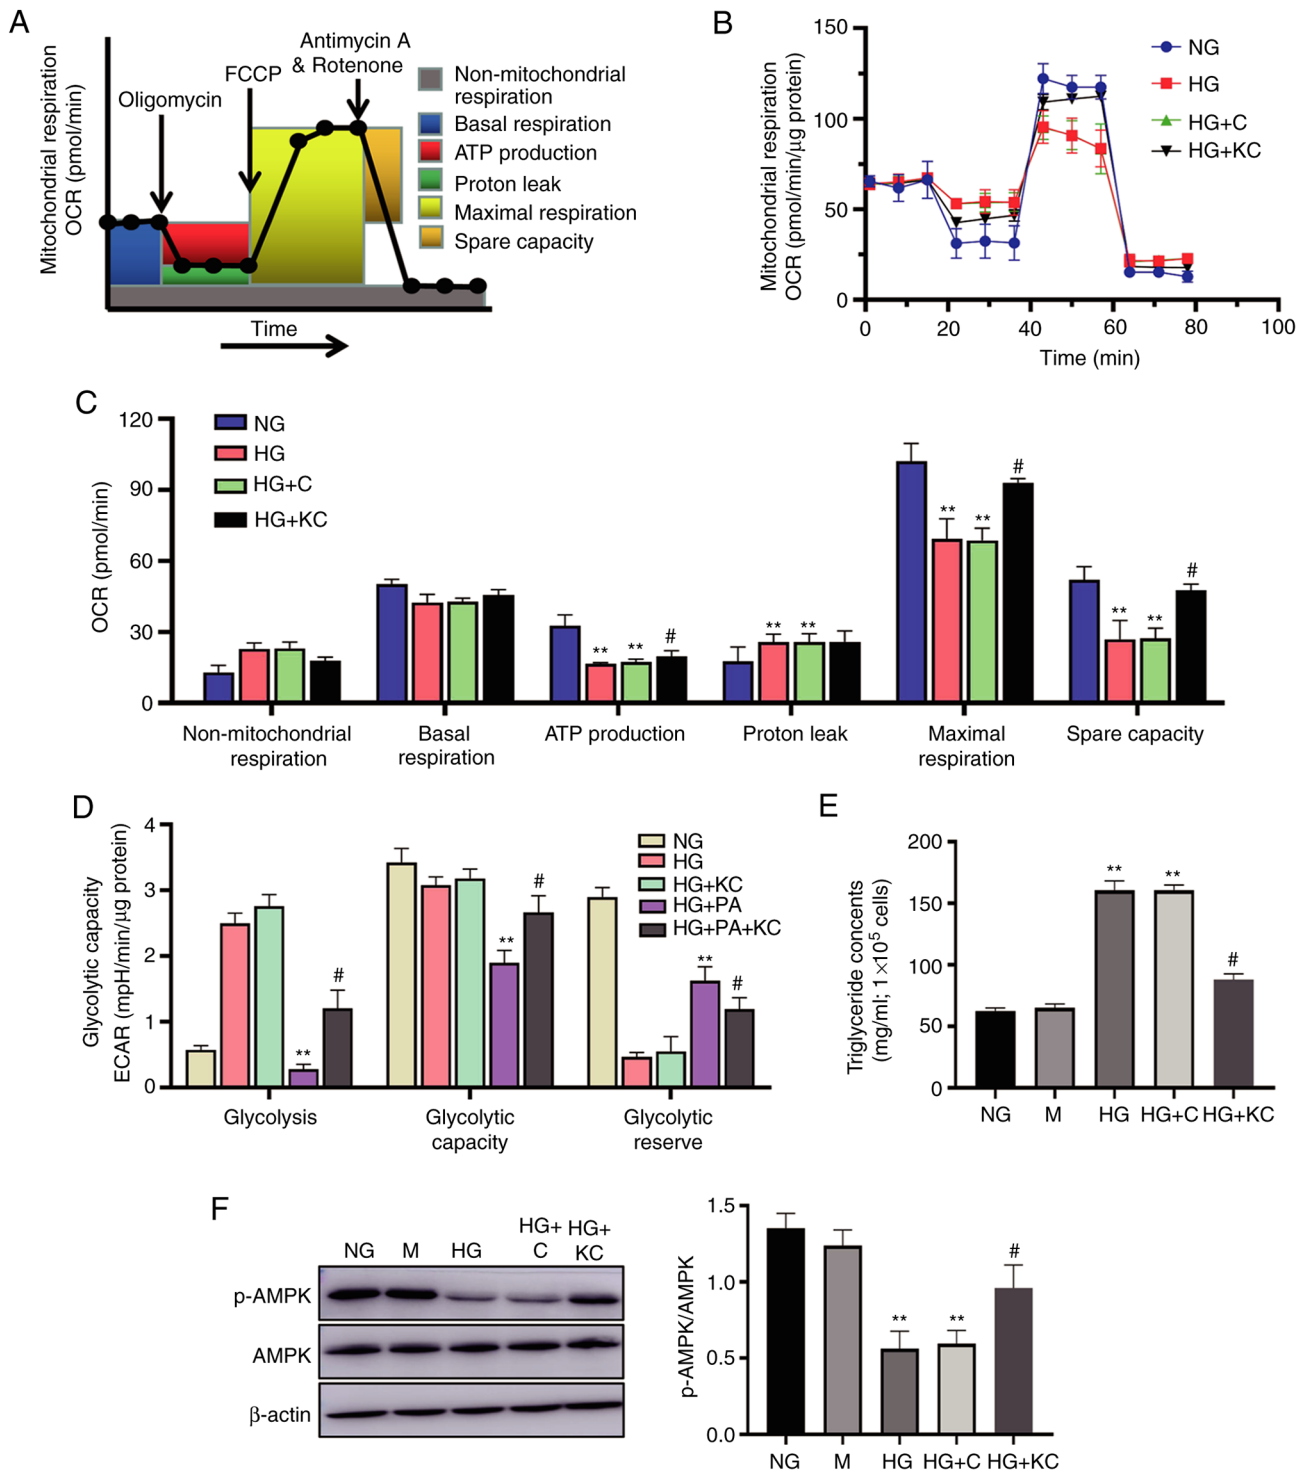 A
Mitochondrial respiration
OCR (pmol/min)
Oligomycin
FCCP
Antimycin A
& Rotenone
Non-mitochondrial
respiration
Basal respiration
ATP production
Proton leak
Maximal respiration
Spare capacity
Time
B
Mitochondrial respiration
OCR (pmol/min/μg protein)
150
100
50
0
0 20 40 60 80 100
Time (min)
NG
HG
HG+C
HG+KC
C
OCR (pmol/min)
120
90
60
30
0
NG
HG
HG+C
HG+KC
** ** #
** **
** ** #
** ** #
Non-mitochondrial
respiration
Basal
respiration
ATP production
Proton leak
Maximal
respiration
Spare capacity
D
Glycolytic capacity
ECAR (mpH/min/μg protein)
4
3
2
1
0
NG
HG
HG+KC
HG+PA
HG+PA+KC
** #
** #
** #
Glycolysis
Glycolytic
capacity
Glycolytic
reserve
E
Triglyceride concents
(mg/ml; 1×10⁵ cells)
200
150
100
50
0
** ** #
NG M HG HG+C HG+KC
F
NG M HG HG+ C HG+ KC
p-AMPK
AMPK
β-actin
p-AMPK/AMPK
1.5
1.0
0.5
0.0
** ** #
NG M HG HG+C HG+KC